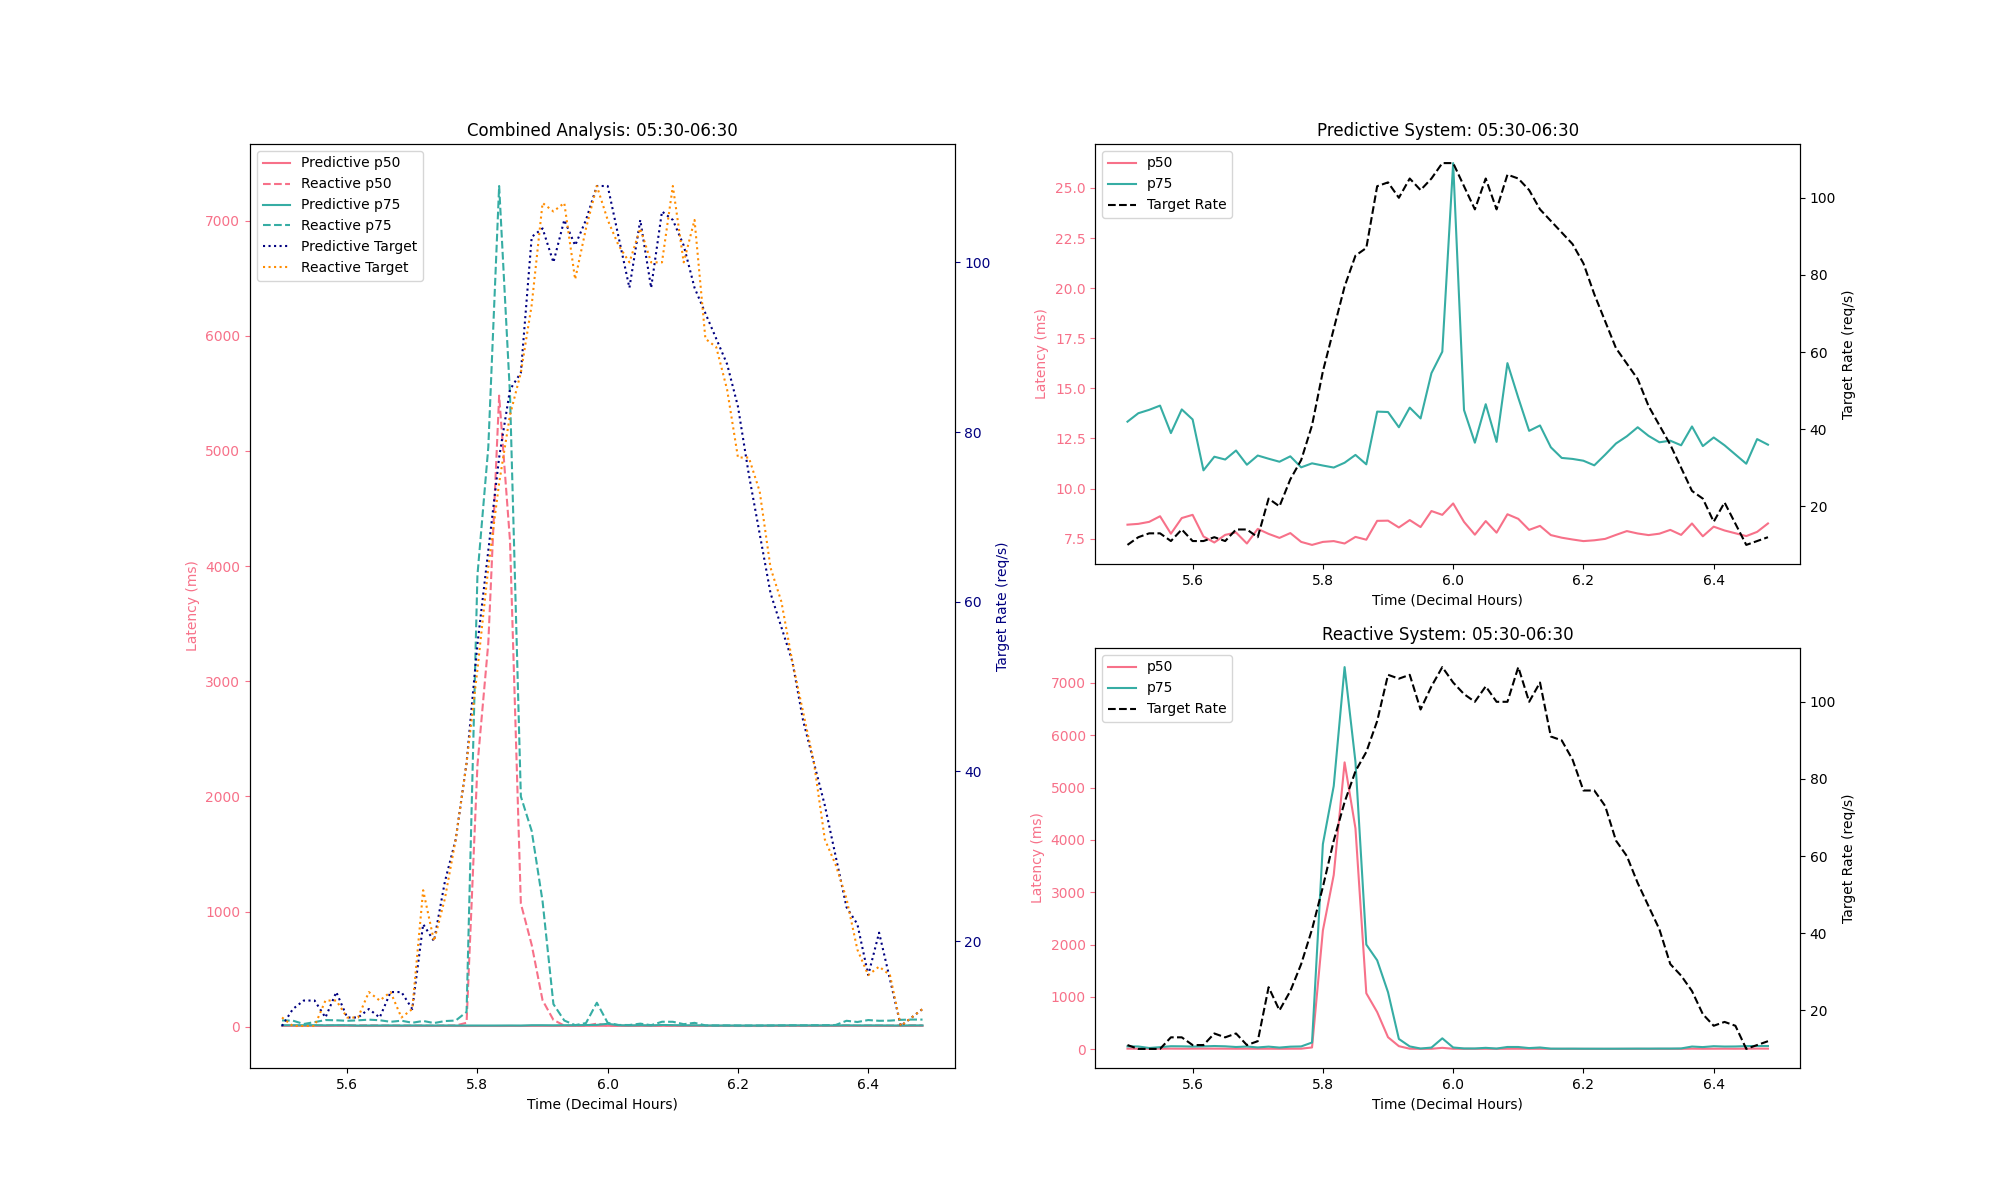 Combined Analysis: 05:30-06:30
Predictive p50
Reactive p50
Predictive p75
Reactive p75
Predictive Target
Reactive Target
7000
6000
5000
4000
3000
2000
1000
0
Latency (ms)
100
80
60
40
20
Target Rate (req/s)
5.6 5.8 6.0 6.2 6.4
Time (Decimal Hours)
Predictive System: 05:30-06:30
p50
p75
Target Rate
25.0
22.5
20.0
17.5
15.0
12.5
10.0
7.5
Latency (ms)
100
80
60
40
20
Target Rate (req/s)
5.6 5.8 6.0 6.2 6.4
Time (Decimal Hours)
Reactive System: 05:30-06:30
p50
p75
Target Rate
7000
6000
5000
4000
3000
2000
1000
0
Latency (ms)
100
80
60
40
20
Target Rate (req/s)
5.6 5.8 6.0 6.2 6.4
Time (Decimal Hours)